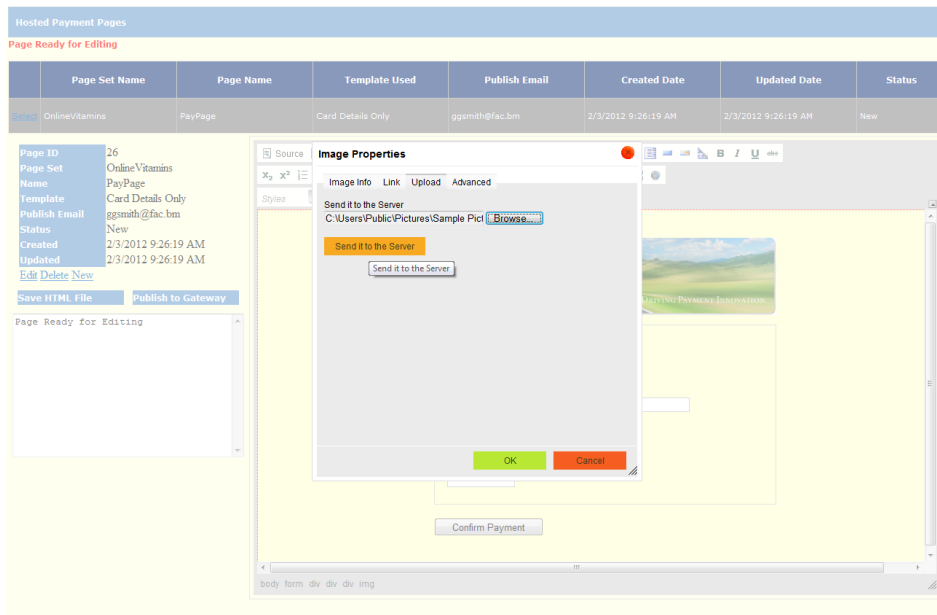 Hosted Payment Pages
Page Ready for Editing
Page Set Name Page Name Template Used Publish Email Created Date Updated Date Status
Select OnlineVitamins PayPage Card Details Only ggsmith@fac.bm 2/3/2012 9:26:19 AM 2/3/2012 9:26:19 AM New
Page ID 26
Page Set OnlineVitamins
Name PayPage
Template Card Details Only
Publish Email ggsmith@fac.bm
Status New
Created 2/3/2012 9:26:19 AM
Updated 2/3/2012 9:26:19 AM
Edit Delete New
Save HTML File Publish to Gateway
Page Ready for Editing
Source
B I U abc
X₂ X²
Styles
Image Properties
Image Info Link Upload Advanced
Send it to the Server
C:\Users\Public\Pictures\Sample Pict Browse...
Send it to the Server
Send it to the Server
OK Cancel
DRIVING PAYMENT INNOVATION
Confirm Payment
body form div div div img